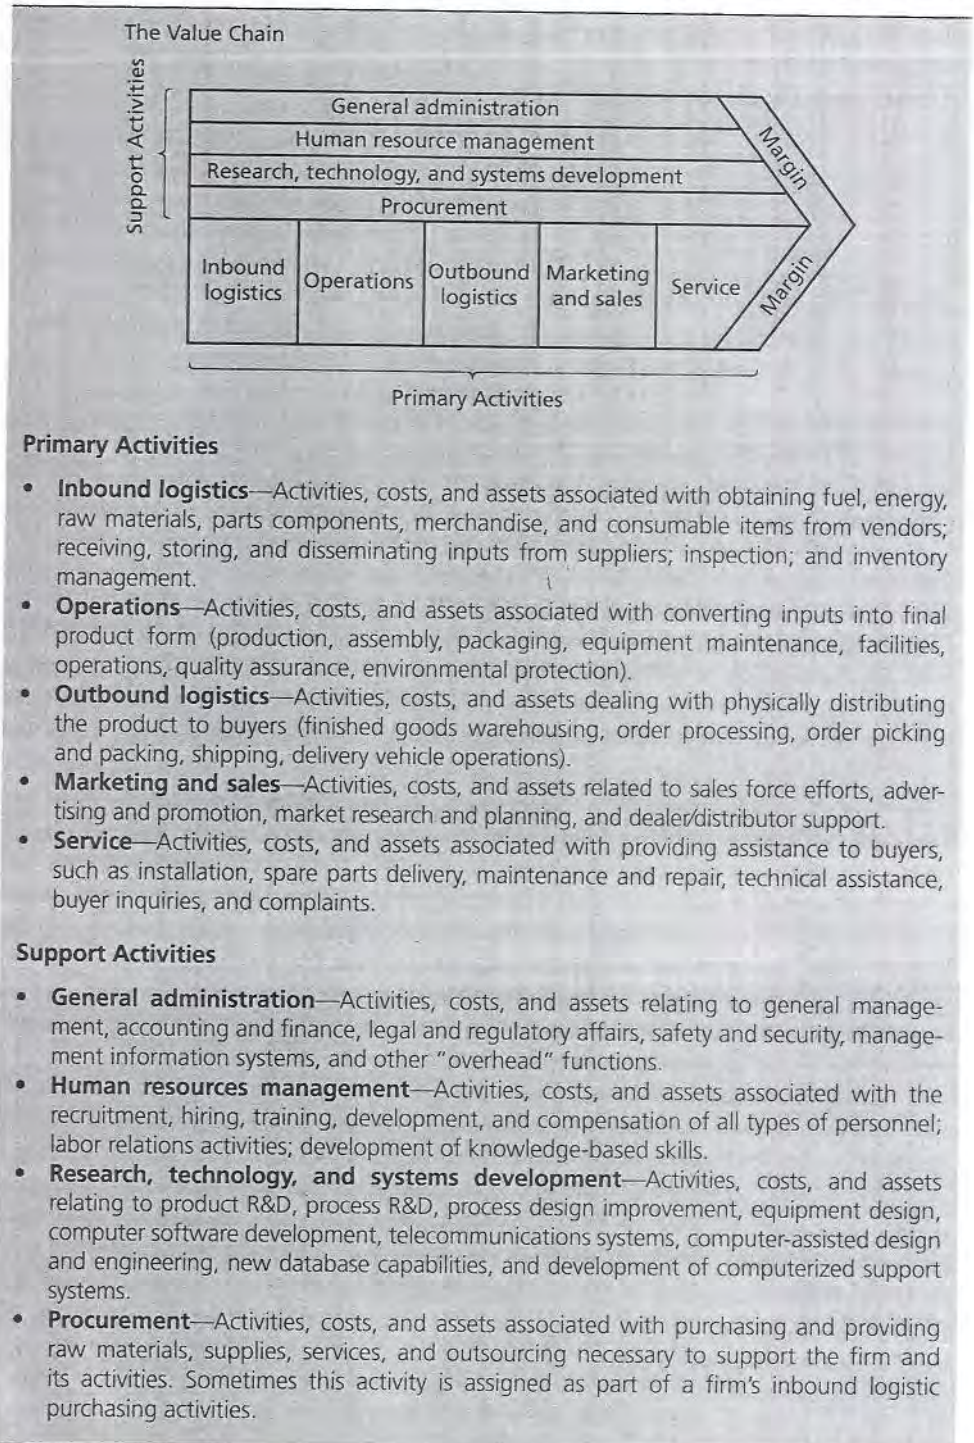 The Value Chain
Support Activities
General administration
Human resource management
Research, technology, and systems development
Procurement
Margin
Inbound
logistics
Operations
Outbound
logistics
Marketing
and sales
Service
Margin
Primary Activities
Primary Activities
• Inbound logistics—Activities, costs, and assets associated with obtaining fuel, energy,
raw materials, parts components, merchandise, and consumable items from vendors;
receiving, storing, and disseminating inputs from suppliers; inspection; and inventory
management.
• Operations—Activities, costs, and assets associated with converting inputs into final
product form (production, assembly, packaging, equipment maintenance, facilities,
operations, quality assurance, environmental protection).
• Outbound logistics—Activities, costs, and assets dealing with physically distributing
the product to buyers (finished goods warehousing, order processing, order picking
and packing, shipping, delivery vehicle operations).
• Marketing and sales—Activities, costs, and assets related to sales force efforts, adver-
tising and promotion, market research and planning, and dealer/distributor support.
• Service—Activities, costs, and assets associated with providing assistance to buyers,
such as installation, spare parts delivery, maintenance and repair, technical assistance,
buyer inquiries, and complaints.
Support Activities
• General administration—Activities, costs, and assets relating to general manage-
ment, accounting and finance, legal and regulatory affairs, safety and security, manage-
ment information systems, and other "overhead" functions.
• Human resources management—Activities, costs, and assets associated with the
recruitment, hiring, training, development, and compensation of all types of personnel;
labor relations activities; development of knowledge-based skills.
• Research, technology, and systems development—Activities, costs, and assets
relating to product R&D, process R&D, process design improvement, equipment design,
computer software development, telecommunications systems, computer-assisted design
and engineering, new database capabilities, and development of computerized support
systems.
• Procurement—Activities, costs, and assets associated with purchasing and providing
raw materials, supplies, services, and outsourcing necessary to support the firm and
its activities. Sometimes this activity is assigned as part of a firm's inbound logistic
purchasing activities.